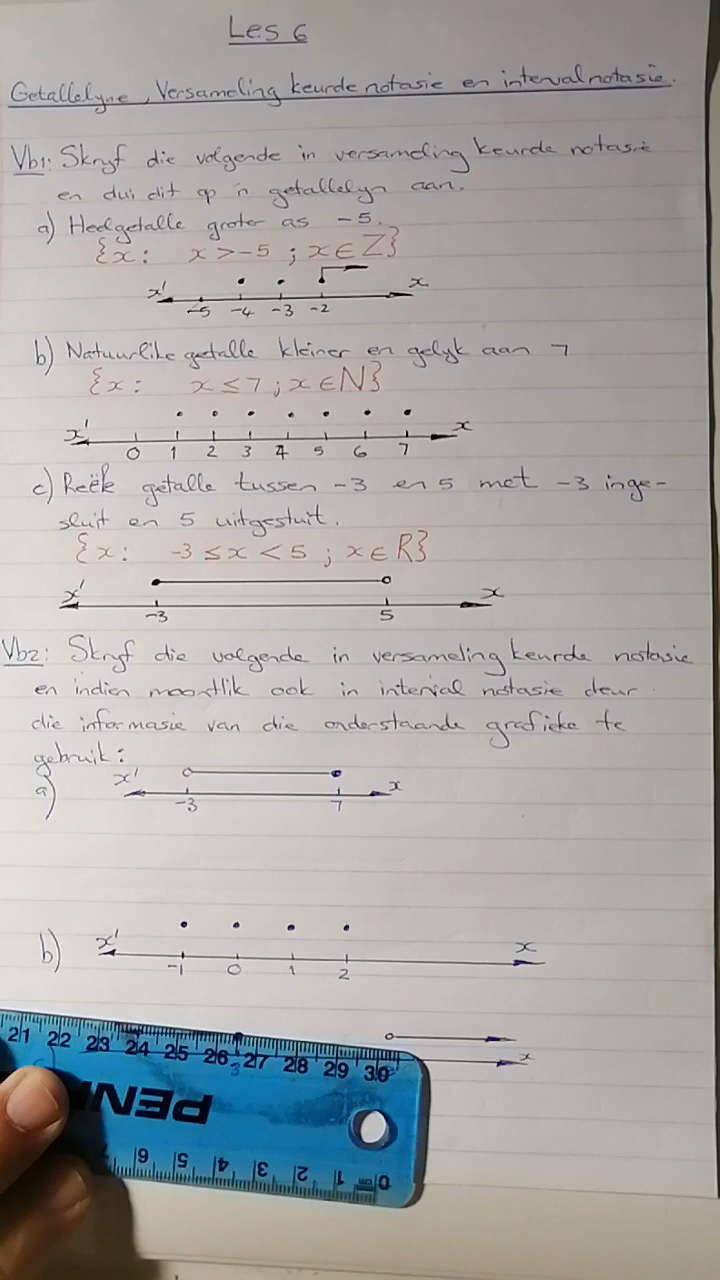 Les 6
Getallelyne, Versameling keurde notasie en intervalnotasie.
Vb1: Skryf die volgende in versameling keurde notasie
en dui dit op 'n getallelyn aan.
a) Heelgetalle groter as -5.
{x: x > -5 ; x ∈ Z}
x' x
-5 -4 -3 -2
b) Natuurlike getalle kleiner en gelyk aan 7
{x: x ≤ 7 ; x ∈ N}
x' x
0 1 2 3 4 5 6 7
c) Reële getalle tussen -3 en 5 met -3 inge-
sluit en 5 uitgesluit.
{x: -3 ≤ x < 5 ; x ∈ R}
x' x
-3 5
Vb2: Skryf die volgende in versameling keurde notasie
en indien moontlik ook in interval notasie deur
die informasie van die onderstaande grafieke te
gebruik:
a) x' x
-3 7
b) x' x
-1 0 1 2
x
21 22 23 24 25 26 27 28 29 30
3
PEN
7 6 5 4 3 2 1 0
cm